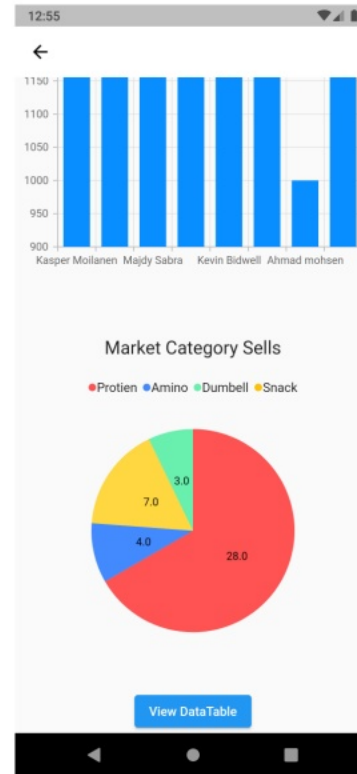 12:55
1150
1100
1050
1000
950
900
Kasper Moilanen Majdy Sabra Kevin Bidwell Ahmad mohsen
Market Category Sells
Protien Amino Dumbell Snack
3.0
7.0
4.0
28.0
View DataTable